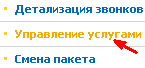 Детализация звонков
Управление услугами
Смена пакета